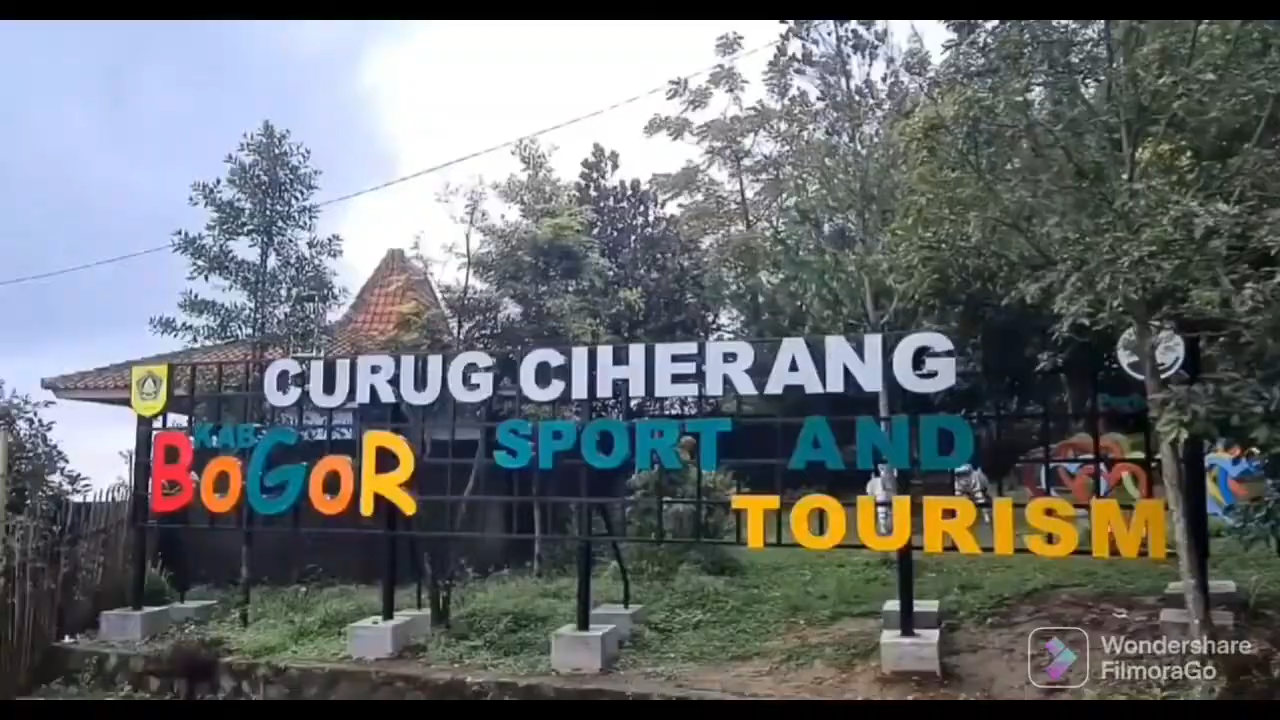 CURUG CIHERANG
KAB
BOGOR
SPORT AND
TOURISM
Wondershare
FilmoraGo